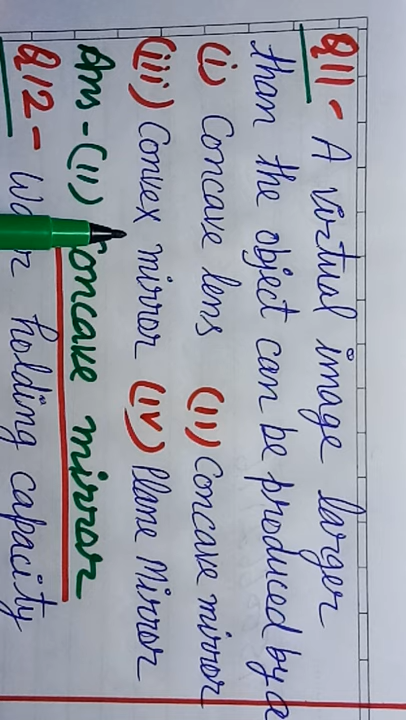 Q11- A virtual image larger
than the object can be produced by a
(i) Concave lens (ii) Concave mirror
(iii) Convex mirror (iv) Plane Mirror
Ans-(ii) Concave mirror
Q12- holding capacity